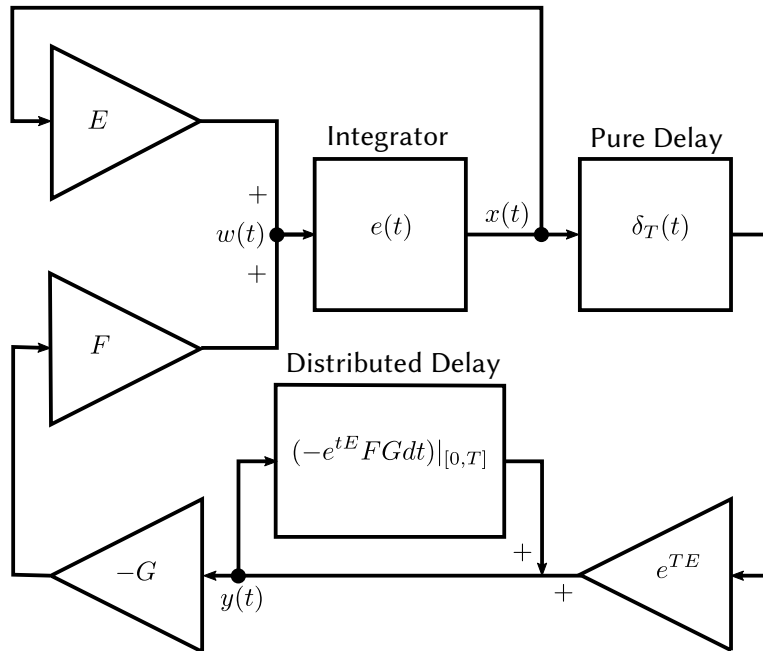 E
Integrator
Pure Delay
+
w(t)
+
e(t)
x(t)
δ_T(t)
F
Distributed Delay
(−e^{tE}FGdt)|_{[0,T]}
−G
y(t)
+
+
e^{TE}